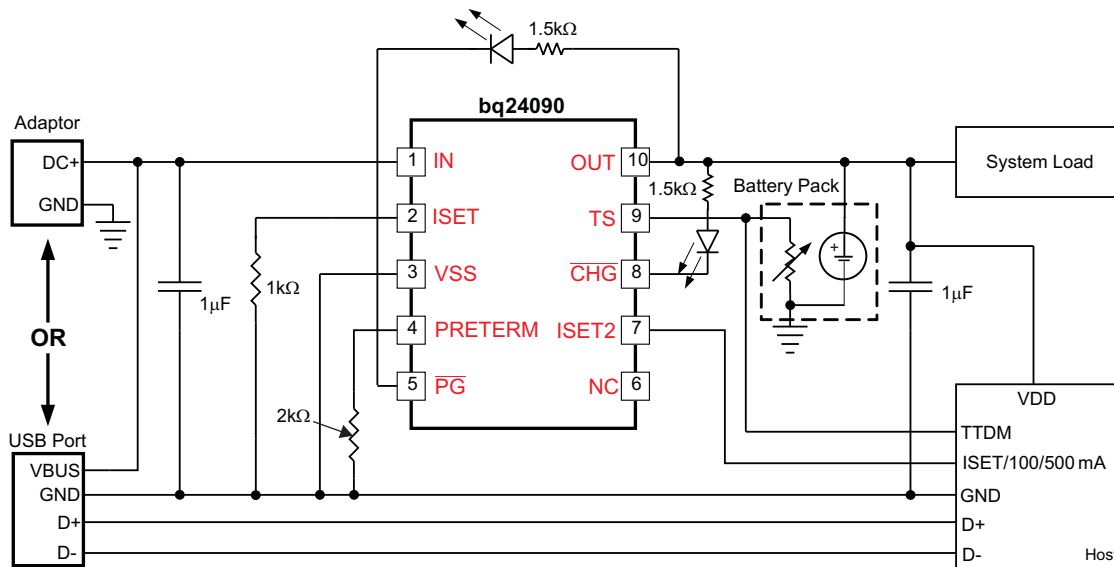 1.5kΩ
bq24090
Adaptor
DC+
GND
1 IN
OUT 10
System Load
1.5kΩ
Battery Pack
2 ISET
TS 9
+
3 VSS
CHG 8
1kΩ
1μF
1μF
OR
4 PRETERM
ISET2 7
5 PG
NC 6
2kΩ
VDD
USB Port
TTDM
VBUS
ISET/100/500 mA
GND
GND
D+
D+
D-
D-
Host